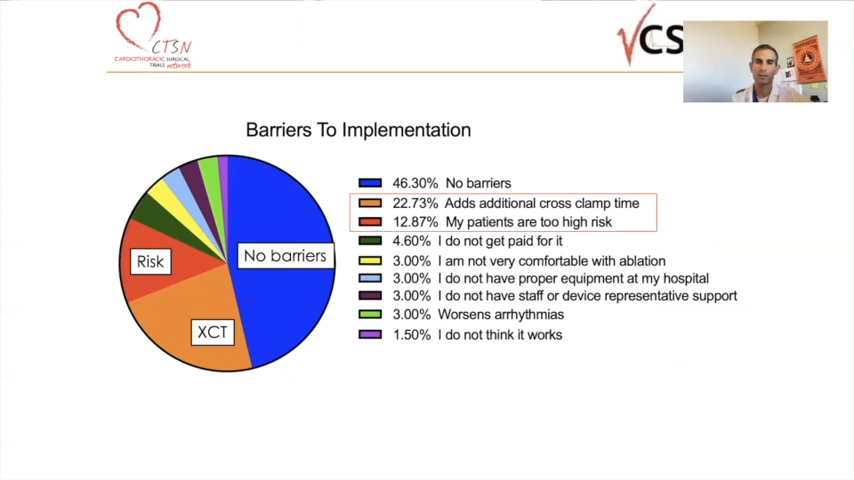 CTSN
CARDIOTHORACIC SURGICAL
TRIALS network
CS
Barriers To Implementation
46.30% No barriers
22.73% Adds additional cross clamp time
12.87% My patients are too high risk
4.60% I do not get paid for it
3.00% I am not very comfortable with ablation
3.00% I do not have proper equipment at my hospital
3.00% I do not have staff or device representative support
3.00% Worsens arrhythmias
1.50% I do not think it works
No barriers
Risk
XCT